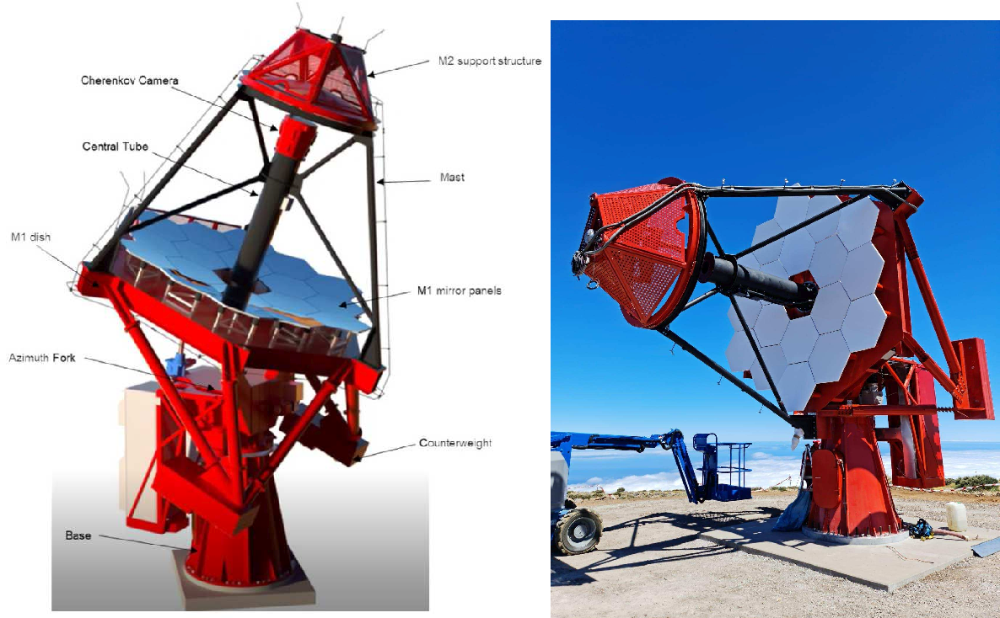 M2 support structure
Cherenkov Camera
Central Tube
Mast
M1 dish
M1 mirror panels
Azimuth Fork
Counterweight
Base